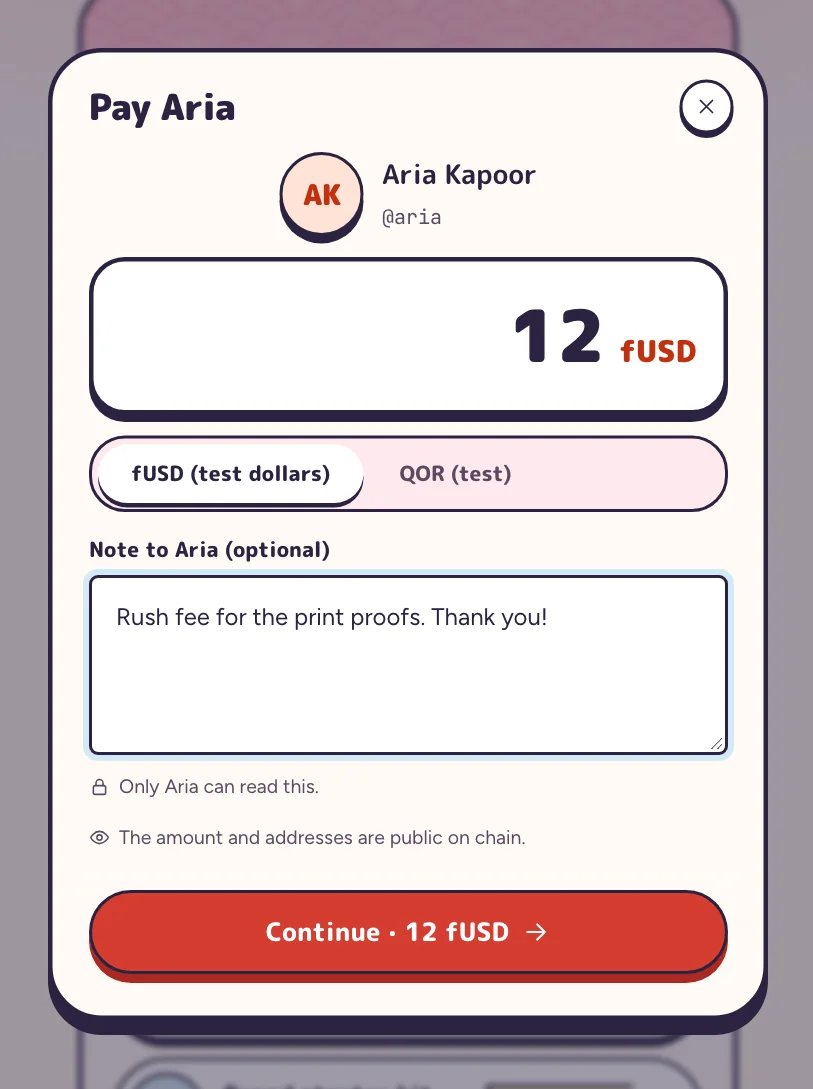 Pay Aria
AK
Aria Kapoor
@aria
12 fUSD
fUSD (test dollars)
QOR (test)
Note to Aria (optional)
Rush fee for the print proofs. Thank you!
Only Aria can read this.
The amount and addresses are public on chain.
Continue · 12 fUSD →